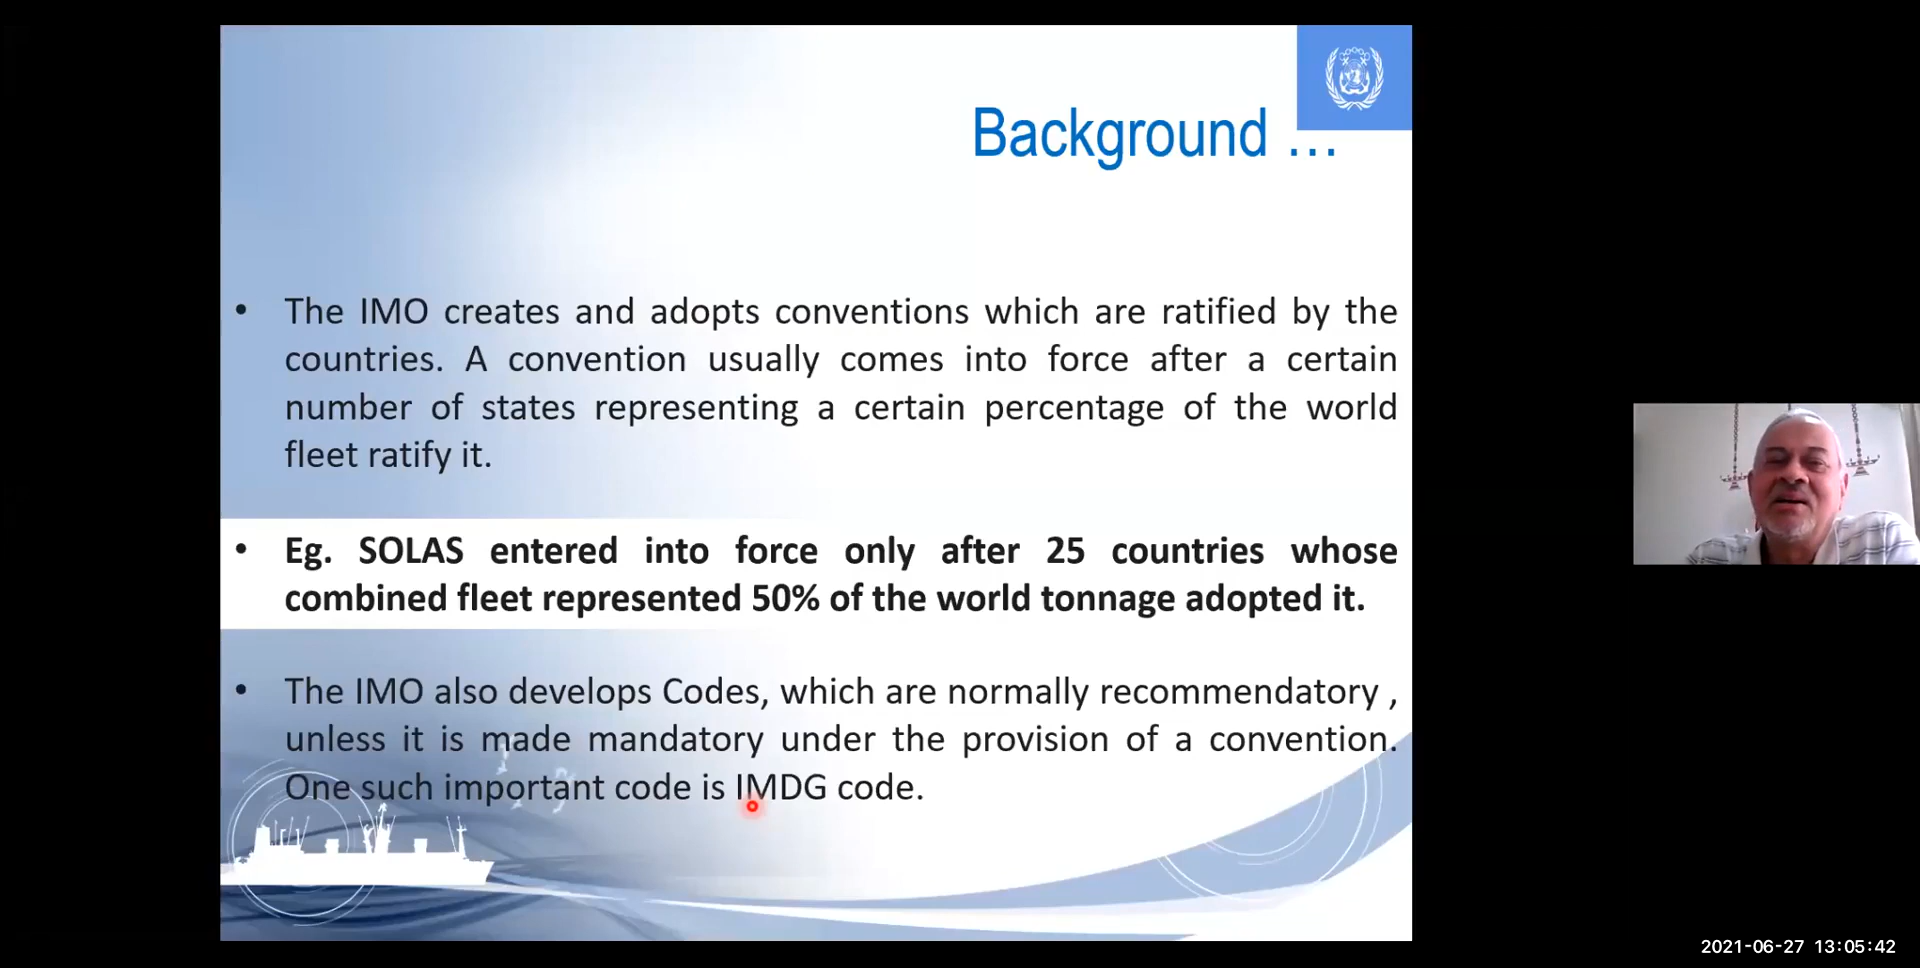 Background ...
• The IMO creates and adopts conventions which are ratified by the
countries. A convention usually comes into force after a certain
number of states representing a certain percentage of the world
fleet ratify it.
• Eg. SOLAS entered into force only after 25 countries whose
combined fleet represented 50% of the world tonnage adopted it.
• The IMO also develops Codes, which are normally recommendatory ,
unless it is made mandatory under the provision of a convention.
One such important code is IMDG code.
2021-06-27 13:05:42